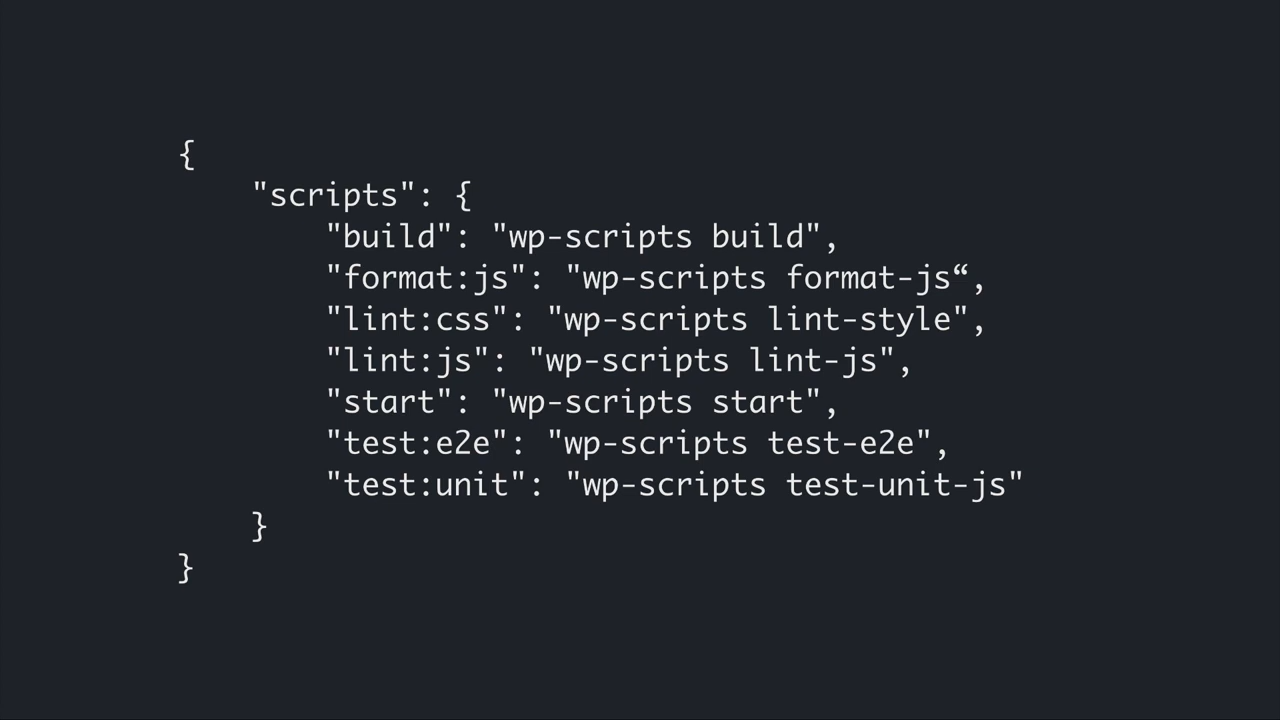 {
    "scripts": {
        "build": "wp-scripts build",
        "format:js": "wp-scripts format-js“,
        "lint:css": "wp-scripts lint-style",
        "lint:js": "wp-scripts lint-js",
        "start": "wp-scripts start",
        "test:e2e": "wp-scripts test-e2e",
        "test:unit": "wp-scripts test-unit-js"
    }
}